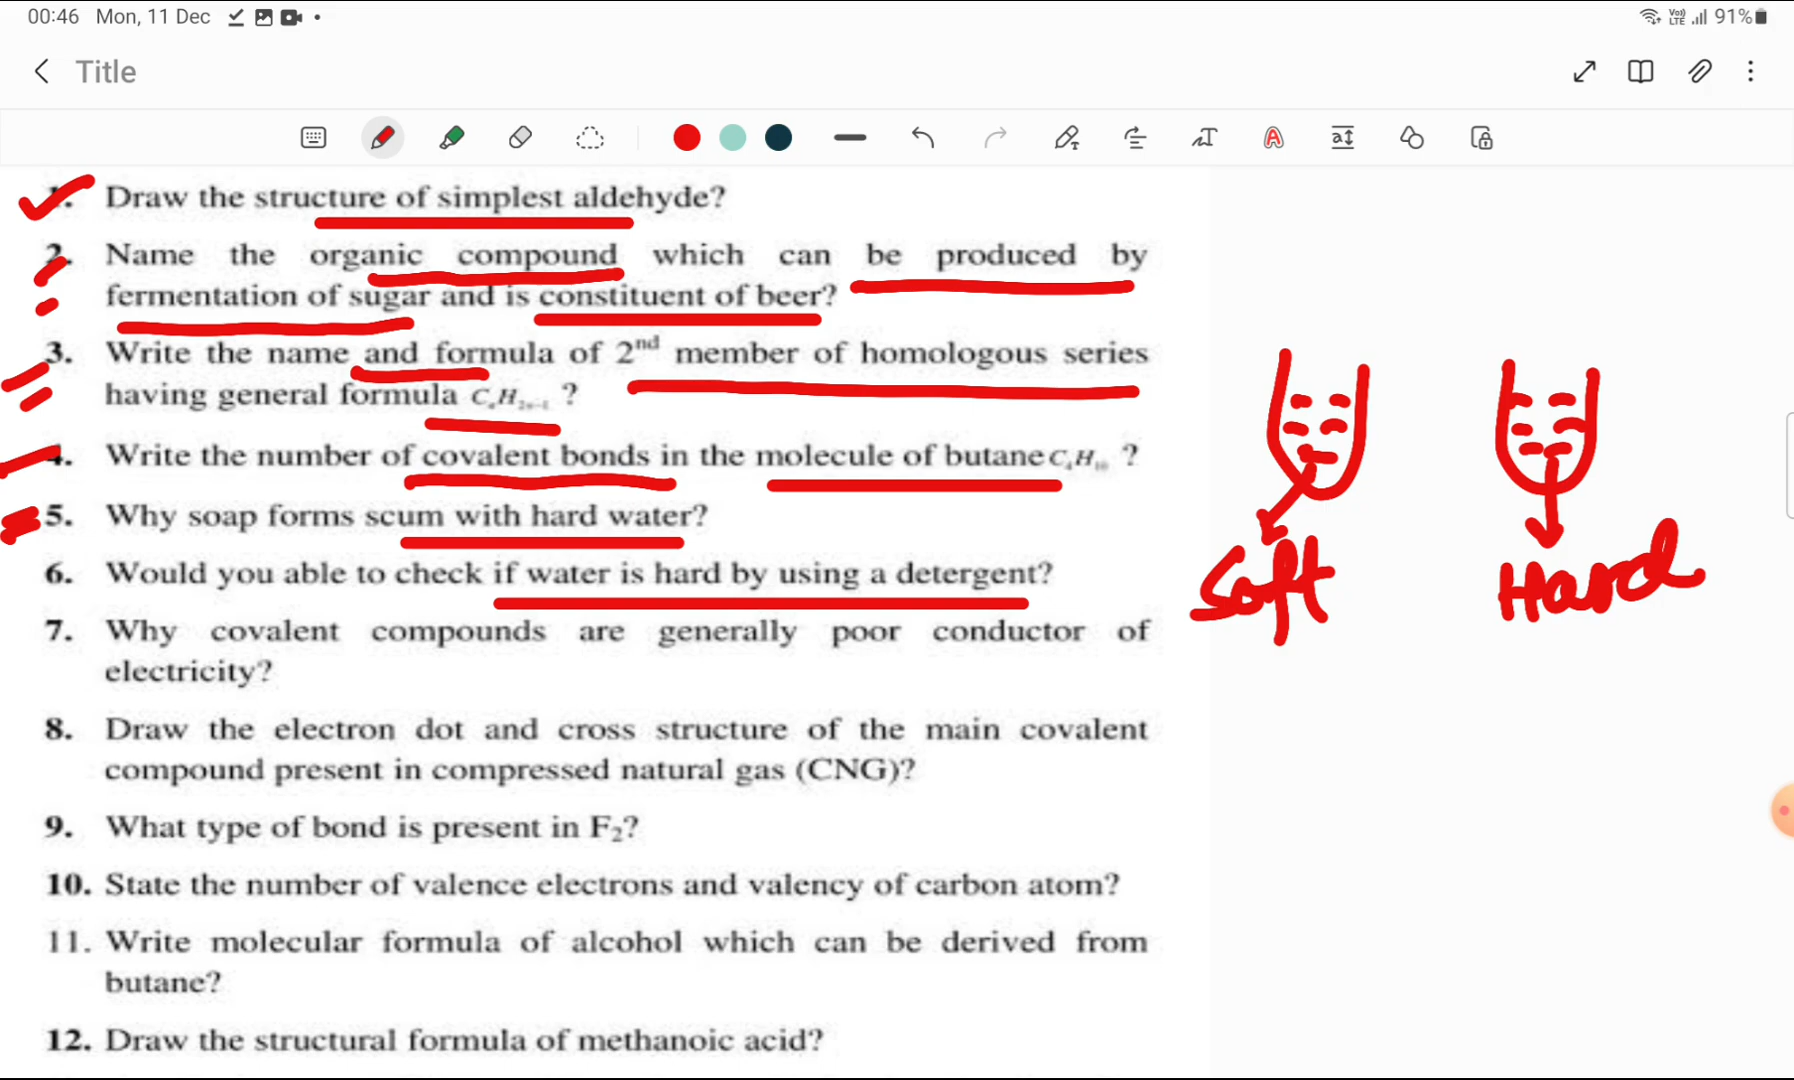 00:46 Mon, 11 Dec
Vo) LTE 91%
Title
1. Draw the structure of simplest aldehyde?
2. Name the organic compound which can be produced by
fermentation of sugar and is constituent of beer?
3. Write the name and formula of 2nd member of homologous series
having general formula ?
4. Write the number of covalent bonds in the molecule of butane C4H10 ?
5. Why soap forms scum with hard water?
6. Would you able to check if water is hard by using a detergent?
7. Why covalent compounds are generally poor conductor of
electricity?
8. Draw the electron dot and cross structure of the main covalent
compound present in compressed natural gas (CNG)?
9. What type of bond is present in F2?
10. State the number of valence electrons and valency of carbon atom?
11. Write molecular formula of alcohol which can be derived from
butane?
12. Draw the structural formula of methanoic acid?
Soft
Hard